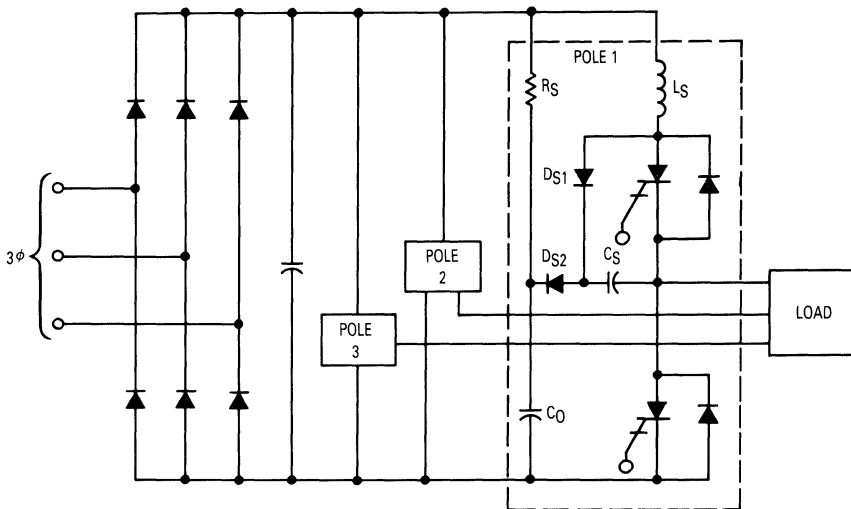 POLE 1
R_S
L_S
D_S1
D_S2
C_S
3φ
POLE
2
POLE
3
LOAD
C_O